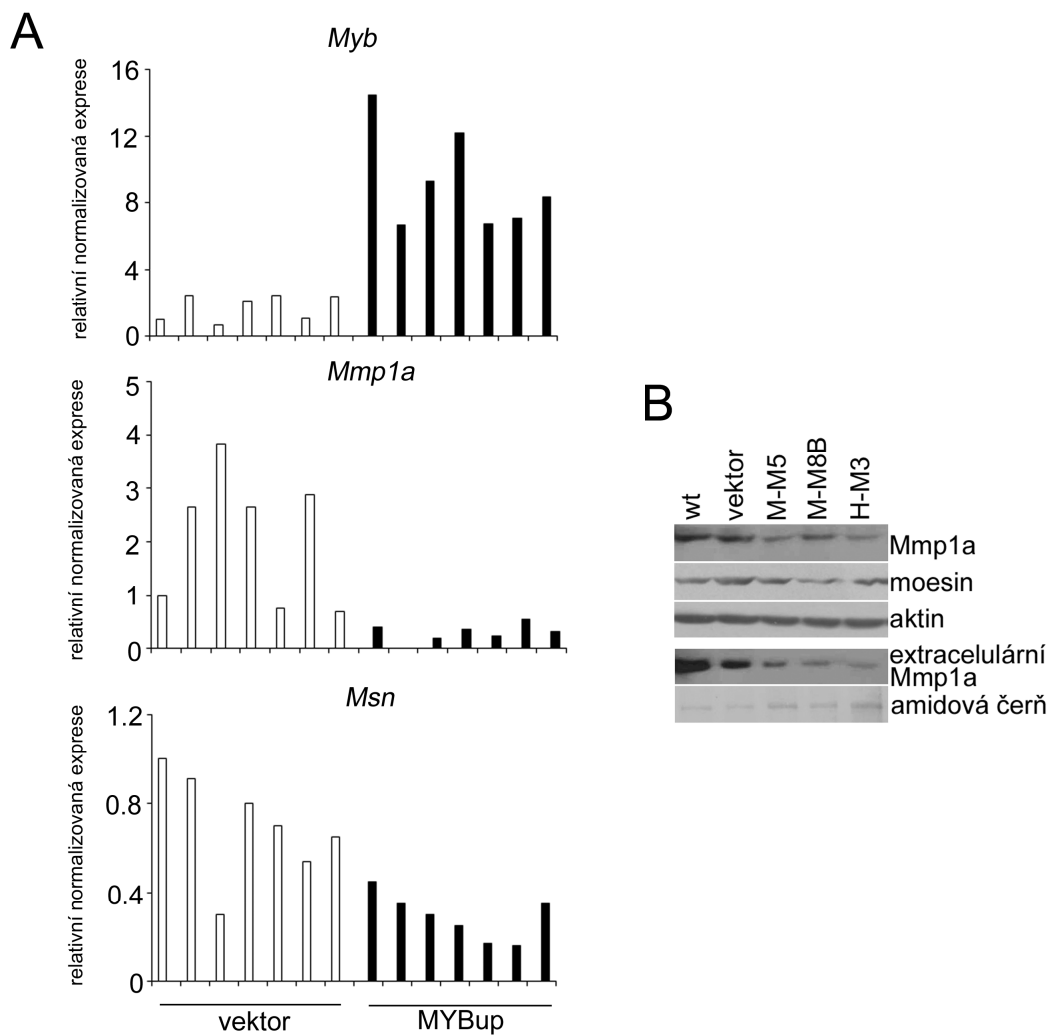 A
Myb
relativní normalizovaná exprese
16
12
8
4
0
Mmp1a
relativní normalizovaná exprese
5
4
3
2
1
0
Msn
relativní normalizovaná exprese
1.2
0.8
0.4
0
vektor
MYBup
B
wt
vektor
M-M5
M-M8B
H-M3
Mmp1a
moesin
aktin
extracelulární
Mmp1a
amidová čerň